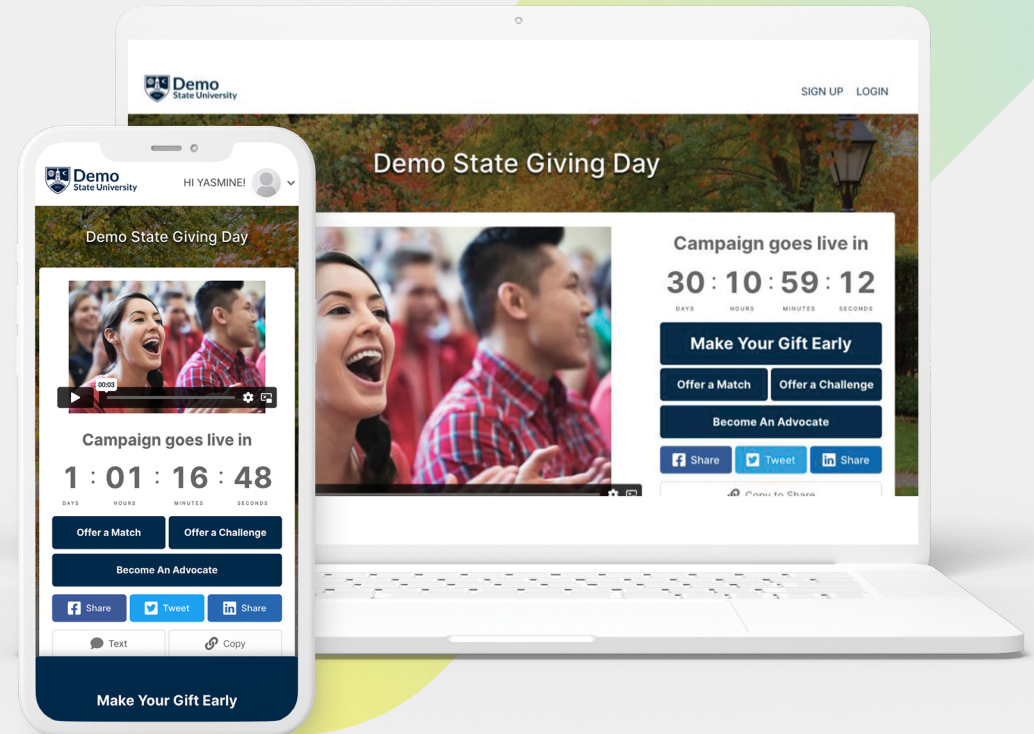 Demo
State University
SIGN UP LOGIN
Demo State Giving Day
Campaign goes live in
30 : 10 : 59 : 12
DAYS HOURS MINUTES SECONDS
Make Your Gift Early
Offer a Match Offer a Challenge
Become An Advocate
Share Tweet Share
Copy to Share
Demo
State University
HI YASMINE!
Demo State Giving Day
00:03
Campaign goes live in
1 : 01 : 16 : 48
DAYS HOURS MINUTES SECONDS
Offer a Match Offer a Challenge
Become An Advocate
Share Tweet Share
Text Copy
Make Your Gift Early